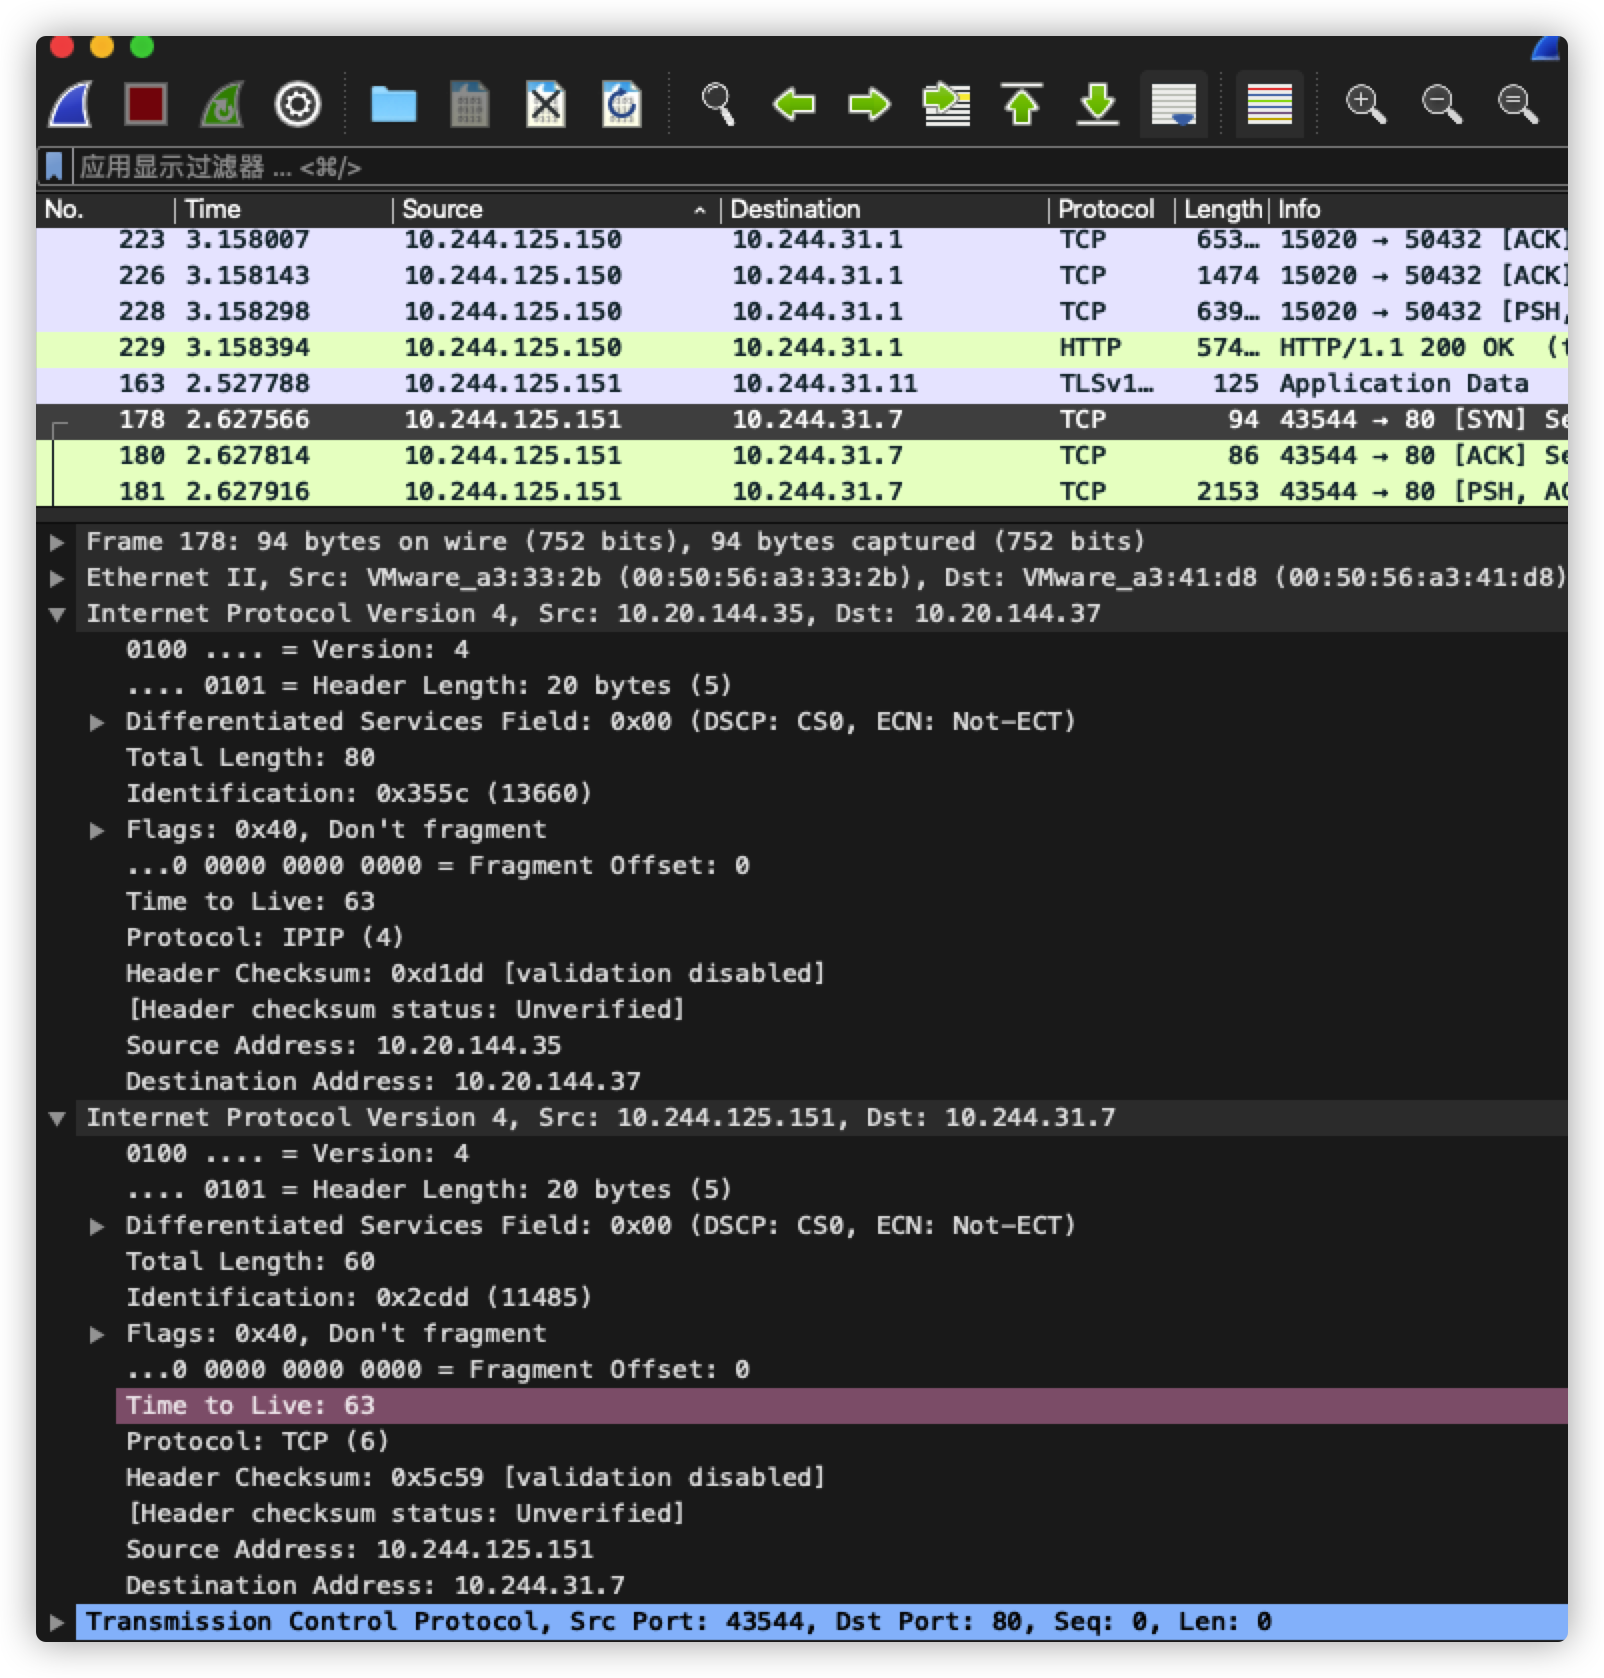 应用显示过滤器 ... <⌘/>
No. Time Source Destination Protocol Length Info
223 3.158007 10.244.125.150 10.244.31.1 TCP 653… 15020 → 50432 [ACK]
226 3.158143 10.244.125.150 10.244.31.1 TCP 1474 15020 → 50432 [ACK]
228 3.158298 10.244.125.150 10.244.31.1 TCP 639… 15020 → 50432 [PSH,
229 3.158394 10.244.125.150 10.244.31.1 HTTP 574… HTTP/1.1 200 OK (t
163 2.527788 10.244.125.151 10.244.31.11 TLSv1… 125 Application Data
178 2.627566 10.244.125.151 10.244.31.7 TCP 94 43544 → 80 [SYN] Se
180 2.627814 10.244.125.151 10.244.31.7 TCP 86 43544 → 80 [ACK] Se
181 2.627916 10.244.125.151 10.244.31.7 TCP 2153 43544 → 80 [PSH, AC
Frame 178: 94 bytes on wire (752 bits), 94 bytes captured (752 bits)
Ethernet II, Src: VMware_a3:33:2b (00:50:56:a3:33:2b), Dst: VMware_a3:41:d8 (00:50:56:a3:41:d8)
Internet Protocol Version 4, Src: 10.20.144.35, Dst: 10.20.144.37
0100 .... = Version: 4
.... 0101 = Header Length: 20 bytes (5)
Differentiated Services Field: 0x00 (DSCP: CS0, ECN: Not-ECT)
Total Length: 80
Identification: 0x355c (13660)
Flags: 0x40, Don't fragment
...0 0000 0000 0000 = Fragment Offset: 0
Time to Live: 63
Protocol: IPIP (4)
Header Checksum: 0xd1dd [validation disabled]
[Header checksum status: Unverified]
Source Address: 10.20.144.35
Destination Address: 10.20.144.37
Internet Protocol Version 4, Src: 10.244.125.151, Dst: 10.244.31.7
0100 .... = Version: 4
.... 0101 = Header Length: 20 bytes (5)
Differentiated Services Field: 0x00 (DSCP: CS0, ECN: Not-ECT)
Total Length: 60
Identification: 0x2cdd (11485)
Flags: 0x40, Don't fragment
...0 0000 0000 0000 = Fragment Offset: 0
Time to Live: 63
Protocol: TCP (6)
Header Checksum: 0x5c59 [validation disabled]
[Header checksum status: Unverified]
Source Address: 10.244.125.151
Destination Address: 10.244.31.7
Transmission Control Protocol, Src Port: 43544, Dst Port: 80, Seq: 0, Len: 0